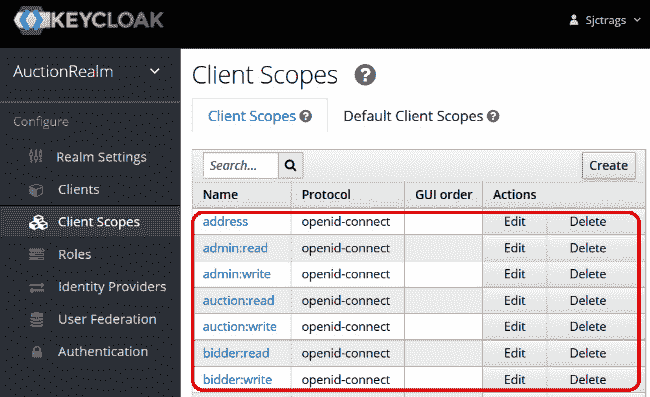 KEYCLOAK
Sjctrags
AuctionRealm
Configure
Realm Settings
Clients
Client Scopes
Roles
Identity Providers
User Federation
Authentication
Client Scopes ?
Client Scopes ? Default Client Scopes ?
Search... Create
Name Protocol GUI order Actions
address openid-connect Edit Delete
admin:read openid-connect Edit Delete
admin:write openid-connect Edit Delete
auction:read openid-connect Edit Delete
auction:write openid-connect Edit Delete
bidder:read openid-connect Edit Delete
bidder:write openid-connect Edit Delete